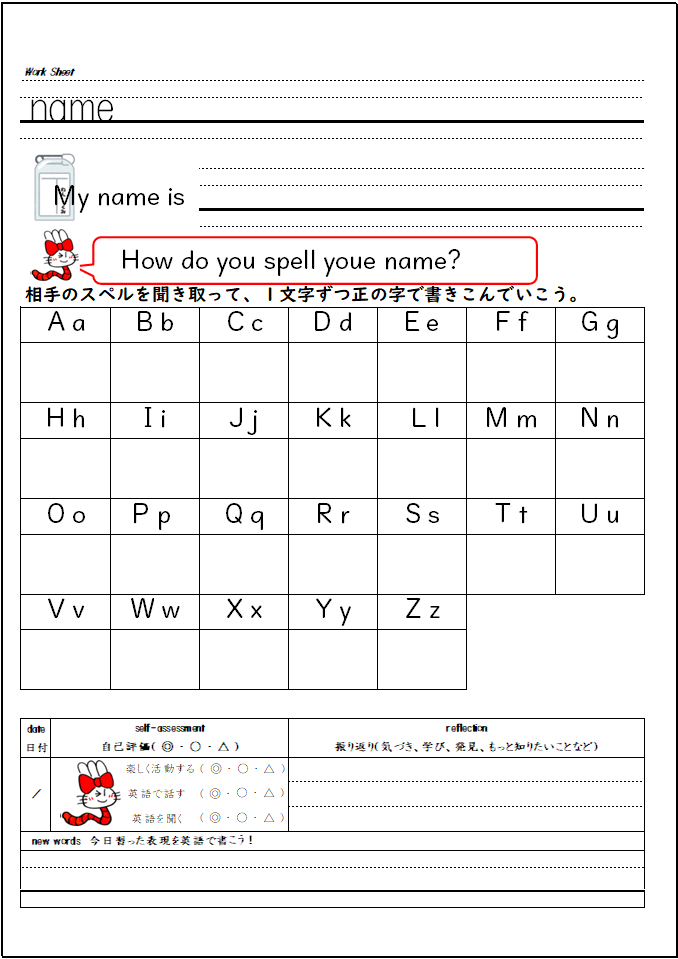 Work Sheet
name
My name is
How do you spell youe name?
相手のスペルを聞き取って、1文字ずつ正の字で書きこんでいこう。
A a B b C c D d E e F f G g
H h I i J j K k L l M m N n
O o P p Q q R r S s T t U u
V v W w X x Y y Z z
date self-assessment reflection
日付 自己評価( ◎ ・ ○ ・ △ )振り返り(気づき、学び、発見、もっと知りたいことなど)
楽しく活動する ( ◎ ・ ○ ・ △ )
/ 英語で話す ( ◎ ・ ○ ・ △ )
英語を聞く ( ◎ ・ ○ ・ △ )
new words 今日習った表現を英語で書こう!